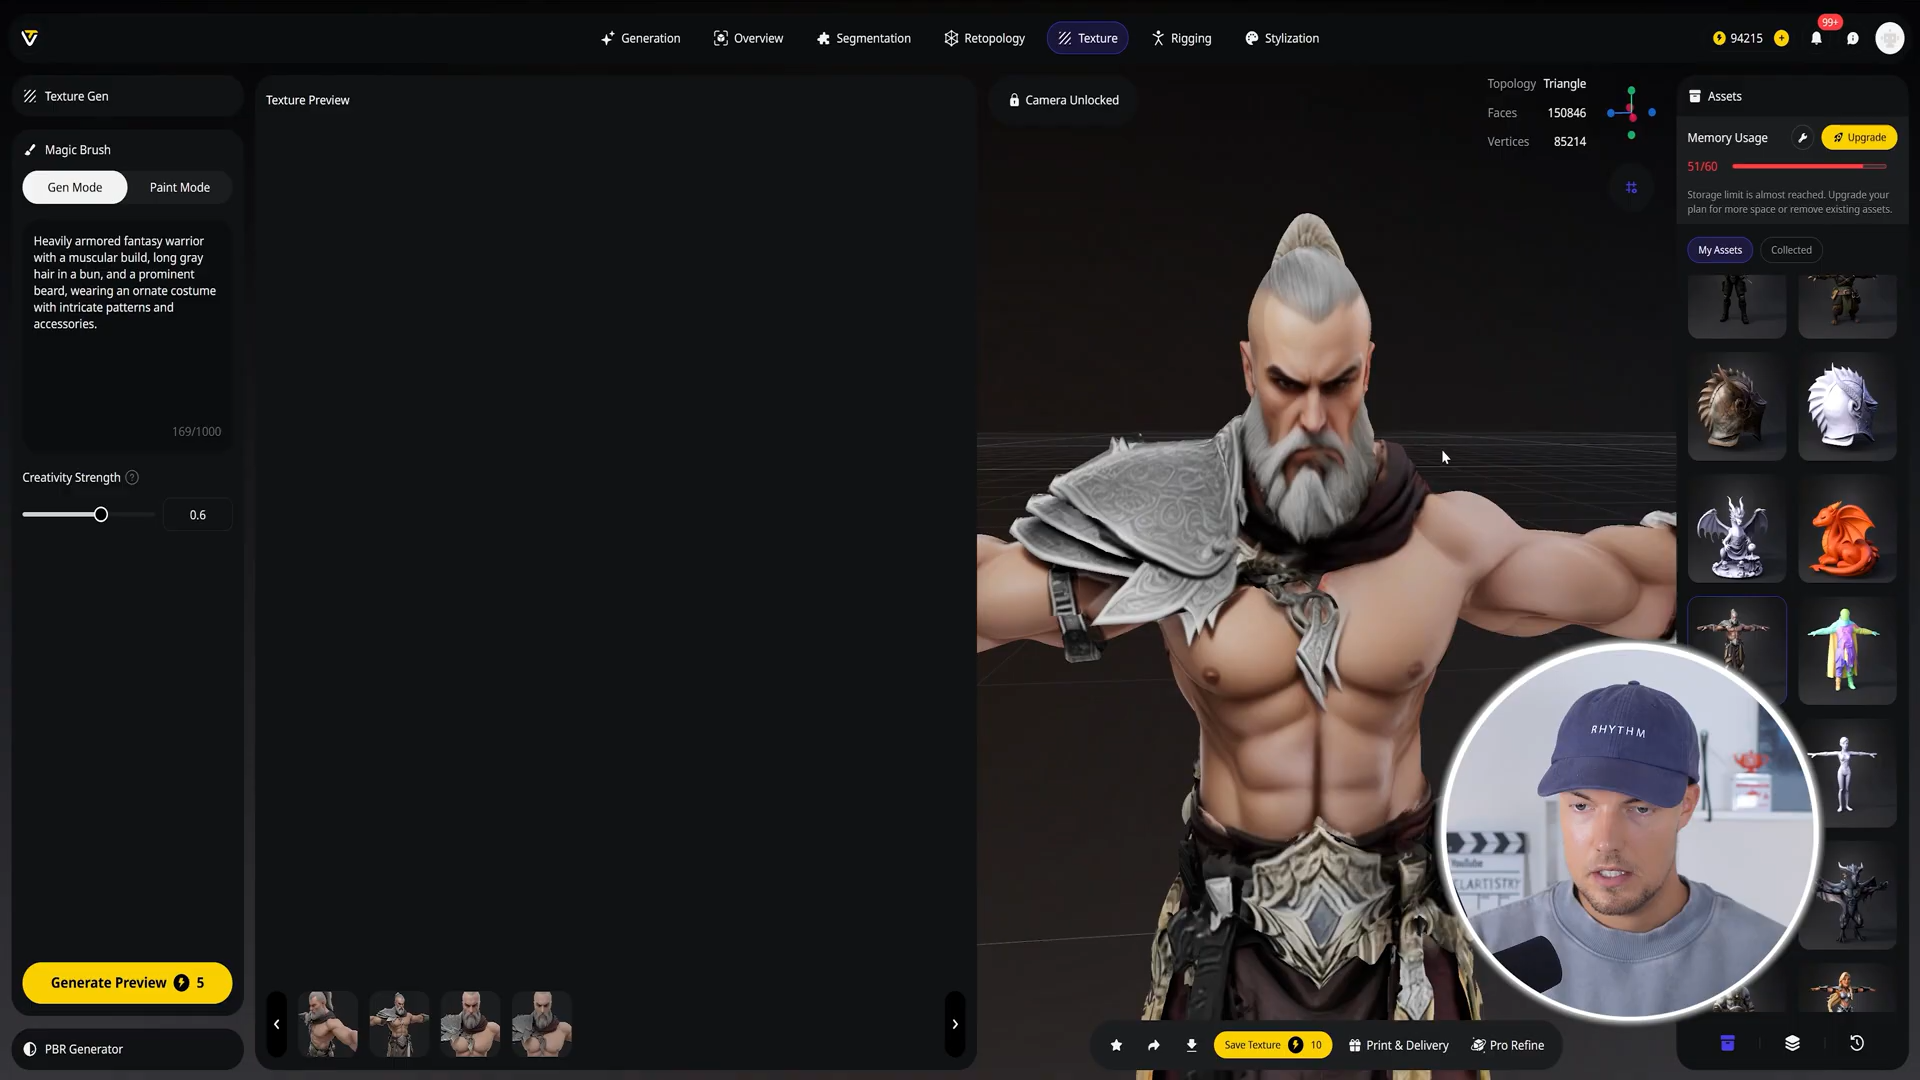 Generation
Overview
Segmentation
Retopology
Texture
Rigging
Stylization
94215
99+
Texture Gen
Magic Brush
Gen Mode
Paint Mode
Heavily armored fantasy warrior
with a muscular build, long gray
hair in a bun, and a prominent
beard, wearing an ornate costume
with intricate patterns and
accessories.
169/1000
Creativity Strength ?
0.6
Generate Preview 5
PBR Generator
Texture Preview
Camera Unlocked
Topology Triangle
Faces 150846
Vertices 85214
Save Texture 10
Print & Delivery
Pro Refine
Assets
Memory Usage
Upgrade
51/60
Storage limit is almost reached. Upgrade your
plan for more space or remove existing assets.
My Assets
Collected
RHYTHM
YouTube